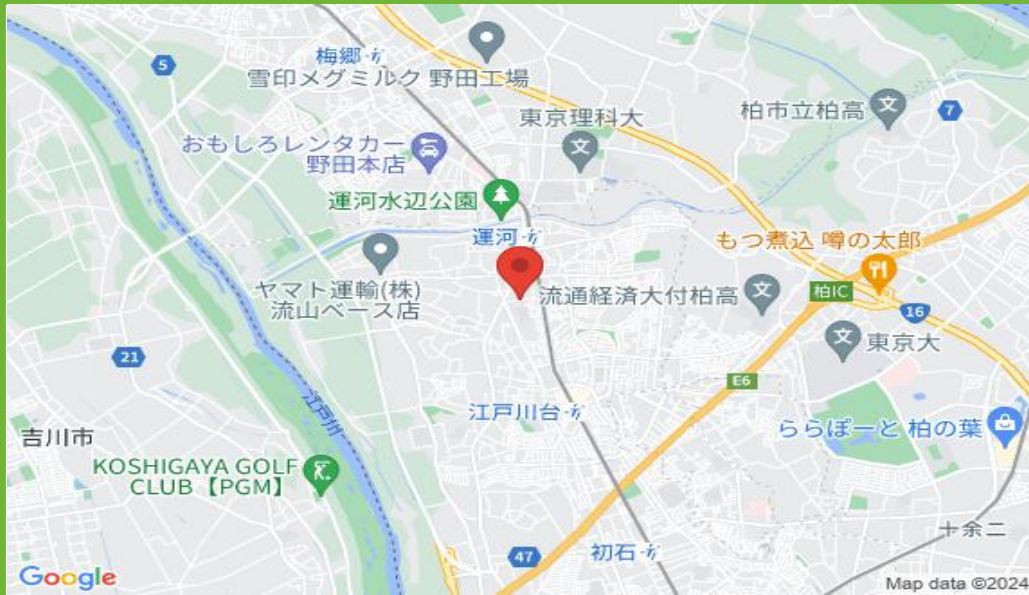 梅郷
5
雪印メグミルク 野田工場
東京理科大
柏市立柏高
7
おもしろレンタカー
野田本店
運河水辺公園
運河
もつ煮込 噂の太郎
ヤマト運輸(株)
流山ベース店
流通経済大付柏高
柏IC
16
21
東京大
E6
江戸川
江戸川台
ららぽーと 柏の葉
吉川市
KOSHIGAYA GOLF
CLUB【PGM】
十余二
47
初石
Google
Map data ©2024